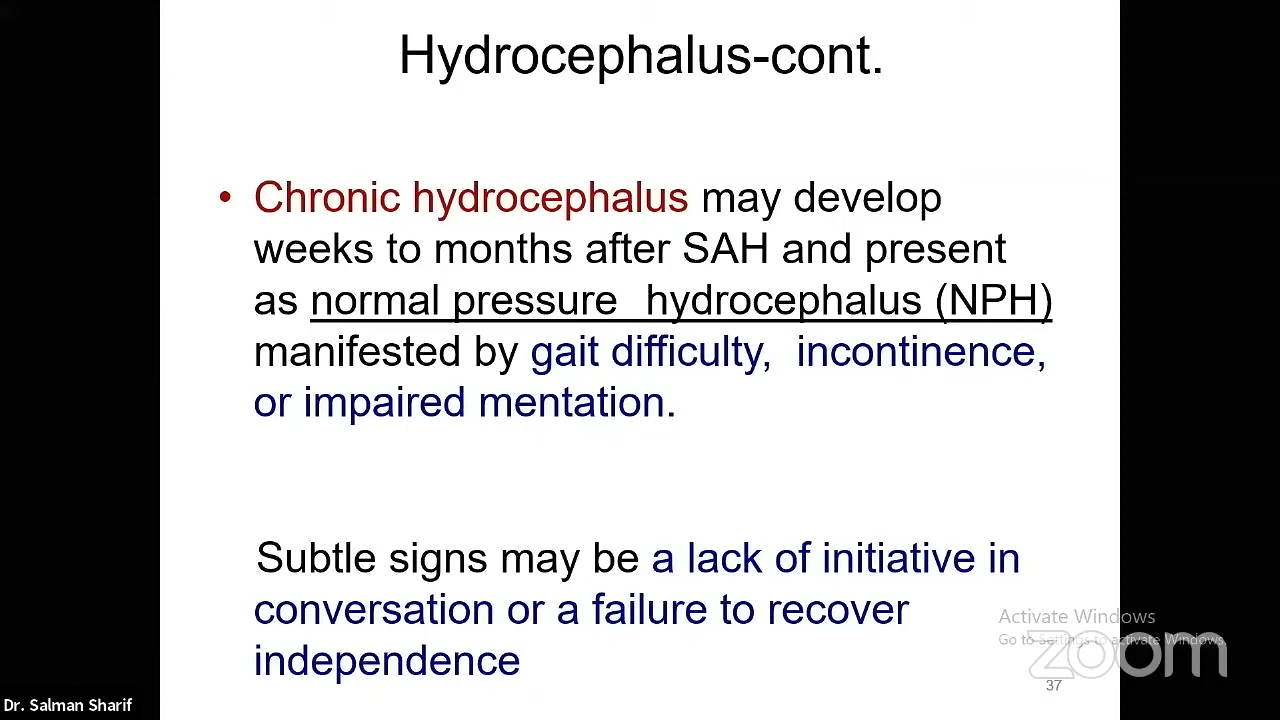 Hydrocephalus-cont.
• Chronic hydrocephalus may develop
weeks to months after SAH and present
as normal pressure hydrocephalus (NPH)
manifested by gait difficulty, incontinence,
or impaired mentation.
Subtle signs may be a lack of initiative in
conversation or a failure to recover
independence
Activate Windows
Go to Settings to activate Windows.
zoom
37
Dr. Salman Sharif